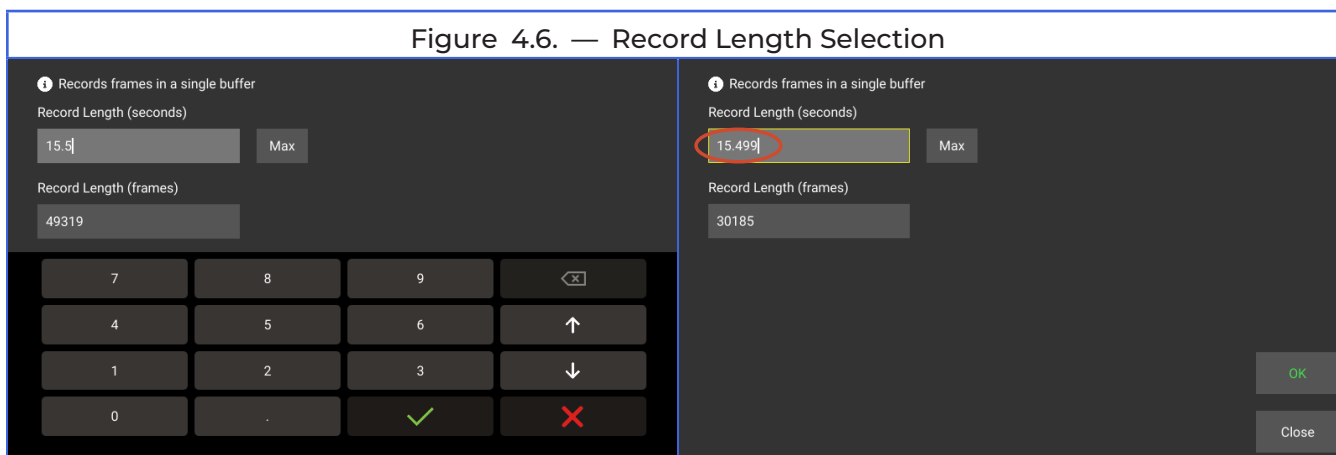 Figure 4.6. — Record Length Selection
Records frames in a single buffer
Record Length (seconds)
15.5
Max
Record Length (frames)
49319
7 8 9
4 5 6
1 2 3
0 .
Records frames in a single buffer
Record Length (seconds)
15.499
Max
Record Length (frames)
30185
OK
Close